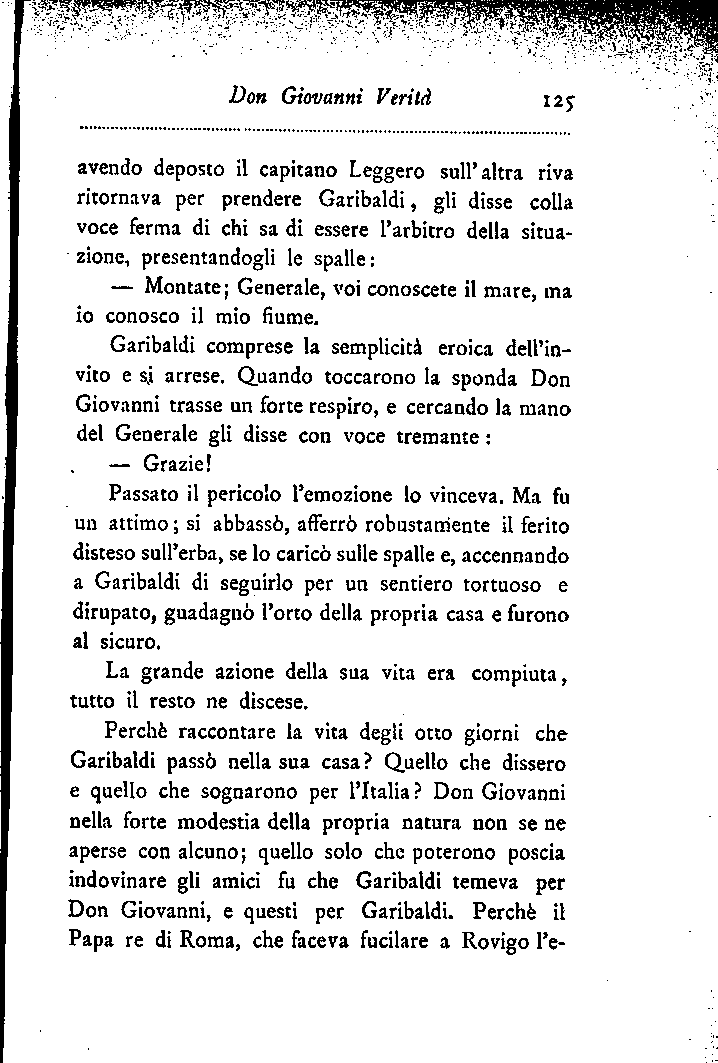 Don Giovanni Verità 125
avendo deposto il capitano Leggero sull'altra riva
ritornava per prendere Garibaldi, gli disse colla
voce ferma di chi sa di essere l'arbitro della situa-
zione, presentandogli le spalle:
— Montate; Generale, voi conoscete il mare, ma
io conosco il mio fiume.
Garibaldi comprese la semplicità eroica dell'in-
vito e si arrese. Quando toccarono la sponda Don
Giovanni trasse un forte respiro, e cercando la mano
del Generale gli disse con voce tremante:
— Grazie!
Passato il pericolo l'emozione lo vinceva. Ma fu
un attimo; si abbassò, afferrò robustamente il ferito
disteso sull'erba, se lo caricò sulle spalle e, accennando
a Garibaldi di seguirlo per un sentiero tortuoso e
dirupato, guadagnò l'orto della propria casa e furono
al sicuro.
La grande azione della sua vita era compiuta,
tutto il resto ne discese.
Perchè raccontare la vita degli otto giorni che
Garibaldi passò nella sua casa? Quello che dissero
e quello che sognarono per l'Italia? Don Giovanni
nella forte modestia della propria natura non se ne
aperse con alcuno; quello solo che poterono poscia
indovinare gli amici fu che Garibaldi temeva per
Don Giovanni, e questi per Garibaldi. Perchè il
Papa re di Roma, che faceva fucilare a Rovigo l'e-